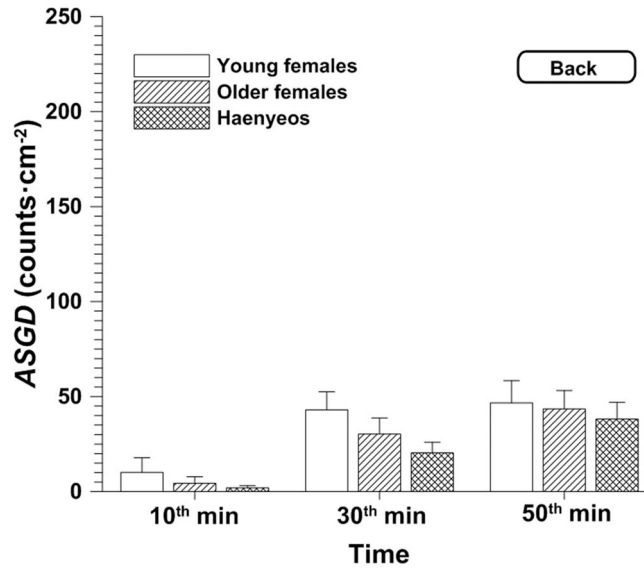 250
200
150
100
50
0
ASGD (counts·cm⁻²)
Young females
Older females
Haenyeos
Back
10ᵗʰ min
30ᵗʰ min
50ᵗʰ min
Time